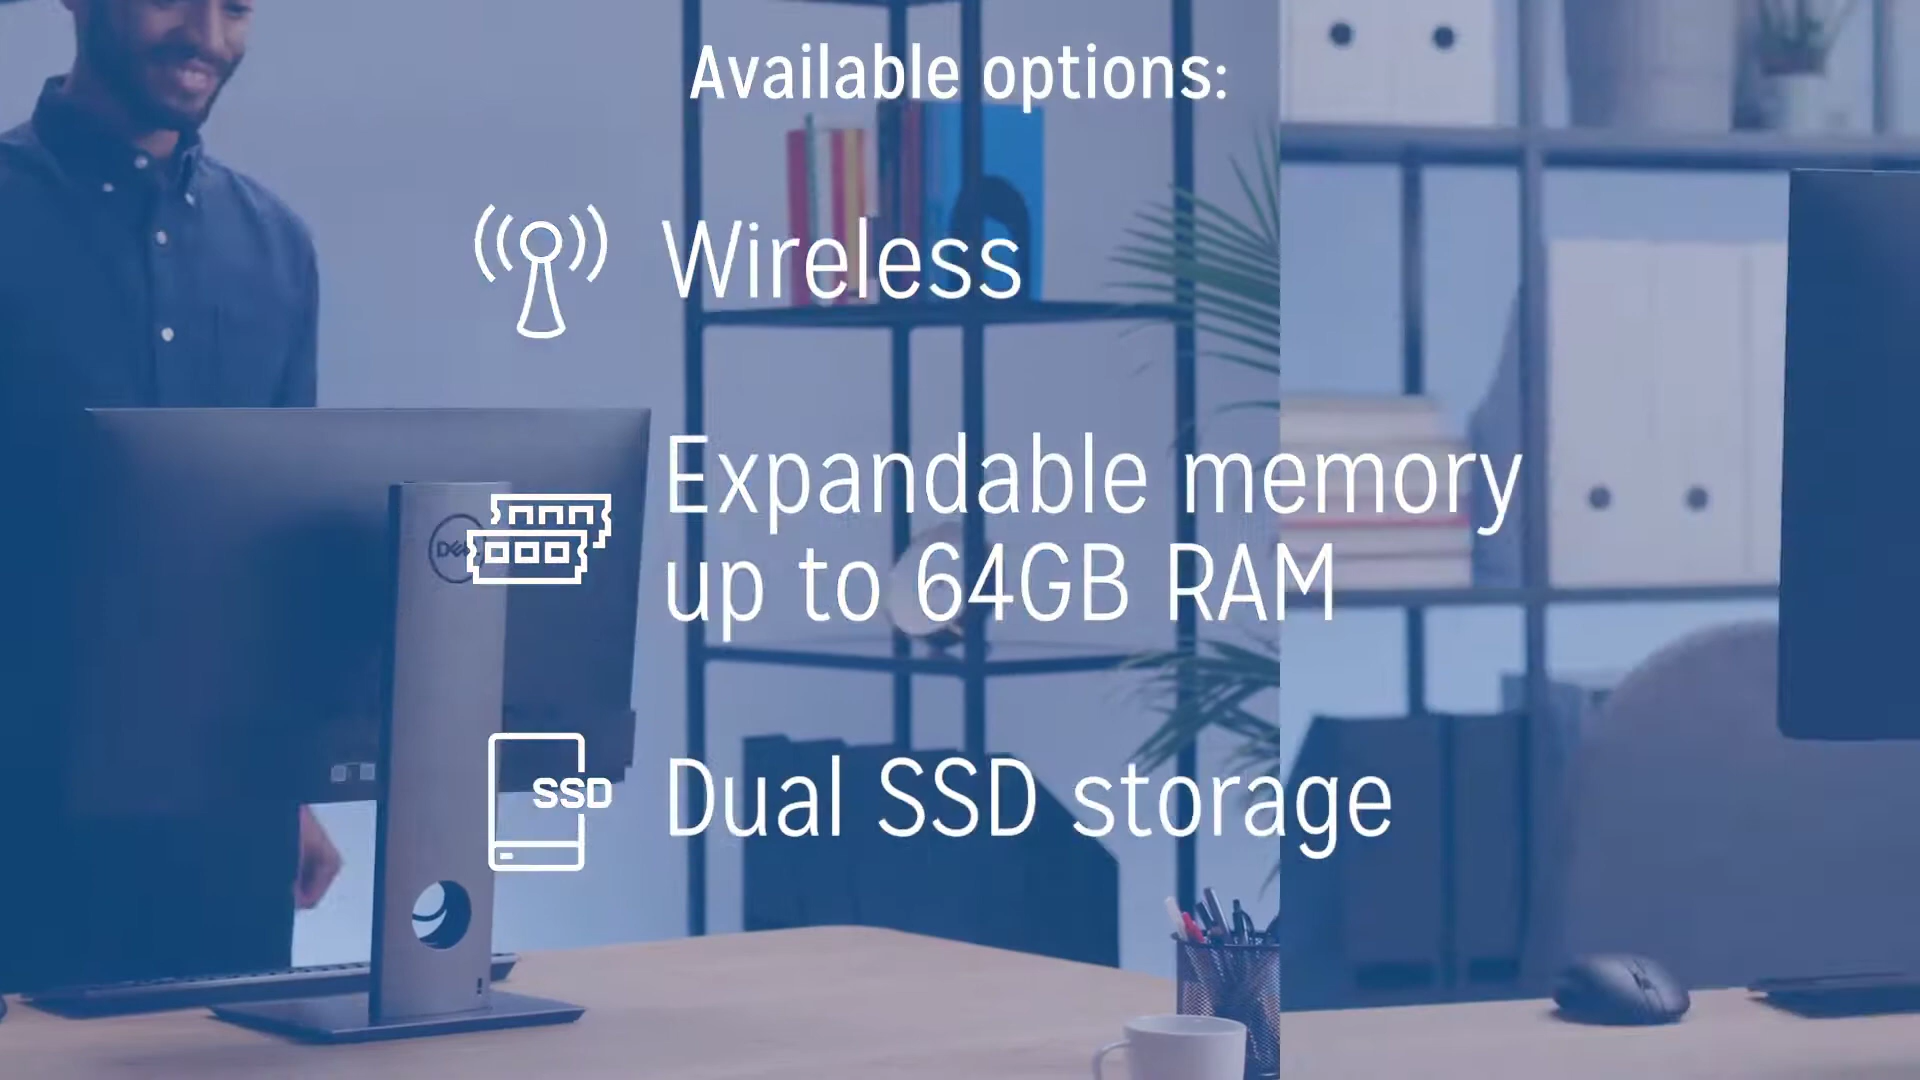 Available options:
Wireless
Expandable memory
up to 64GB RAM
SSD
Dual SSD storage